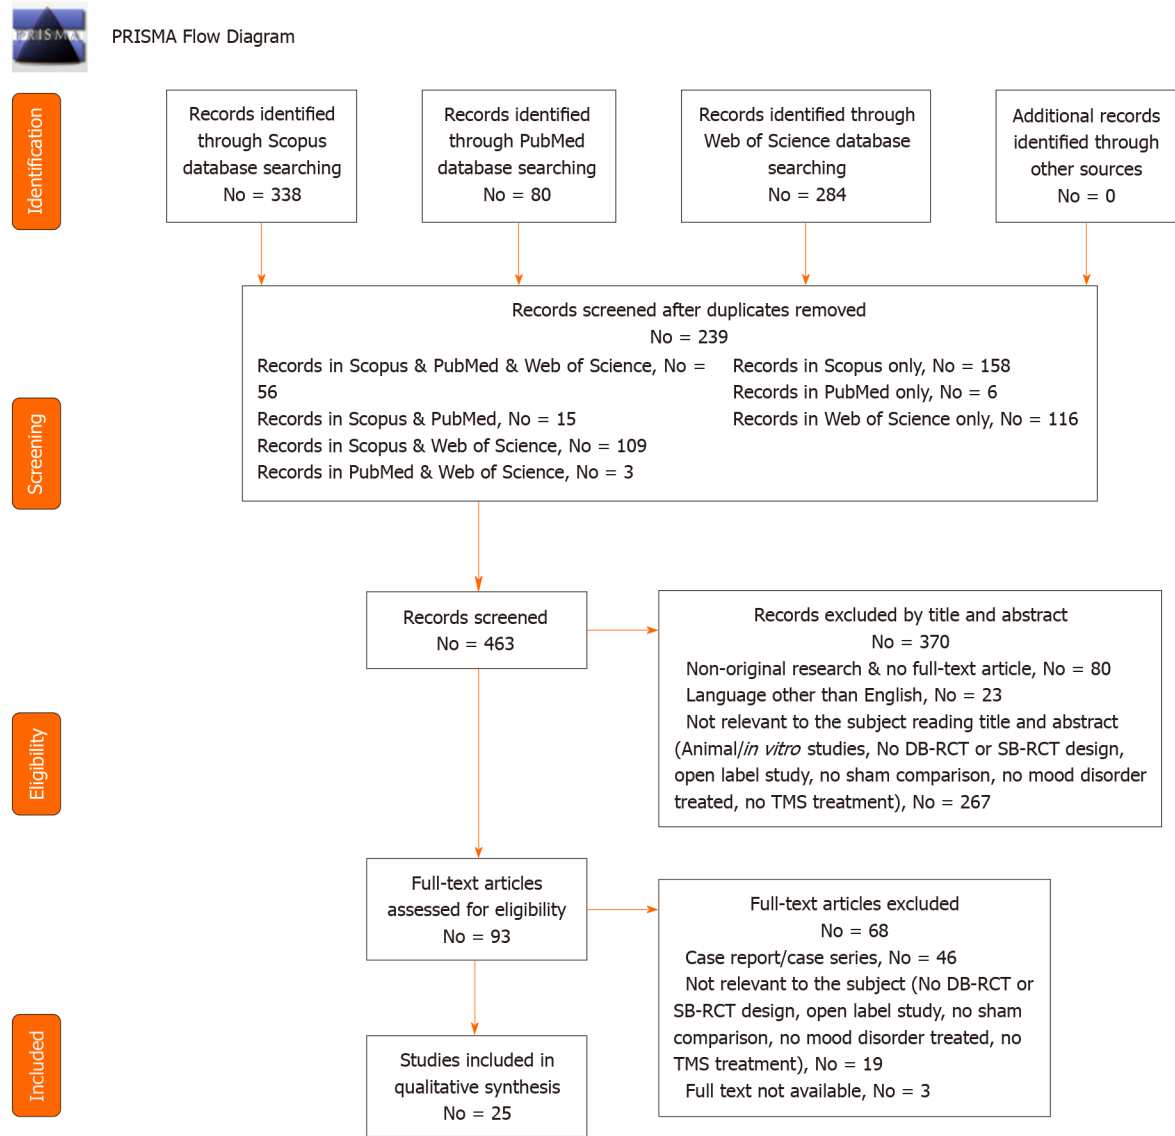 PRISMA
PRISMA Flow Diagram
Identification
Records identified
through Scopus
database searching
No = 338
Records identified
through PubMed
database searching
No = 80
Records identified through
Web of Science database
searching
No = 284
Additional records
identified through
other sources
No = 0
Screening
Records screened after duplicates removed
No = 239
Records in Scopus & PubMed & Web of Science, No =
56
Records in Scopus & PubMed, No = 15
Records in Scopus & Web of Science, No = 109
Records in PubMed & Web of Science, No = 3
Records in Scopus only, No = 158
Records in PubMed only, No = 6
Records in Web of Science only, No = 116
Records screened
No = 463
Eligibility
Records excluded by title and abstract
No = 370
Non-original research & no full-text article, No = 80
Language other than English, No = 23
Not relevant to the subject reading title and abstract
(Animal/in vitro studies, No DB-RCT or SB-RCT design,
open label study, no sham comparison, no mood disorder
treated, no TMS treatment), No = 267
Full-text articles
assessed for eligibility
No = 93
Full-text articles excluded
No = 68
Case report/case series, No = 46
Not relevant to the subject (No DB-RCT or
SB-RCT design, open label study, no sham
comparison, no mood disorder treated, no
TMS treatment), No = 19
Full text not available, No = 3
Included
Studies included in
qualitative synthesis
No = 25